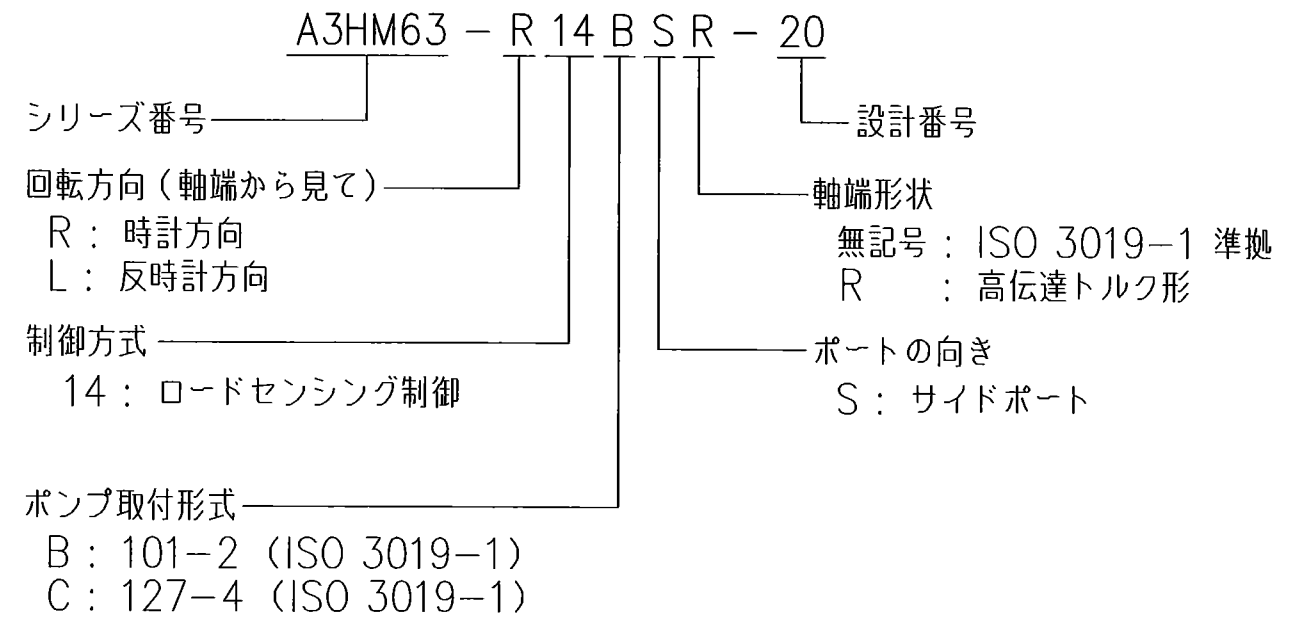 A3HM63 - R 14 B S R - 20
シリーズ番号
設計番号
回転方向（軸端から見て）
R : 時計方向
L : 反時計方向
軸端形状
無記号 : ISO 3019-1 準拠
R : 高伝達トルク形
制御方式
14 : ロードセンシング制御
ポートの向き
S : サイドポート
ポンプ取付形式
B : 101-2 (ISO 3019-1)
C : 127-4 (ISO 3019-1)